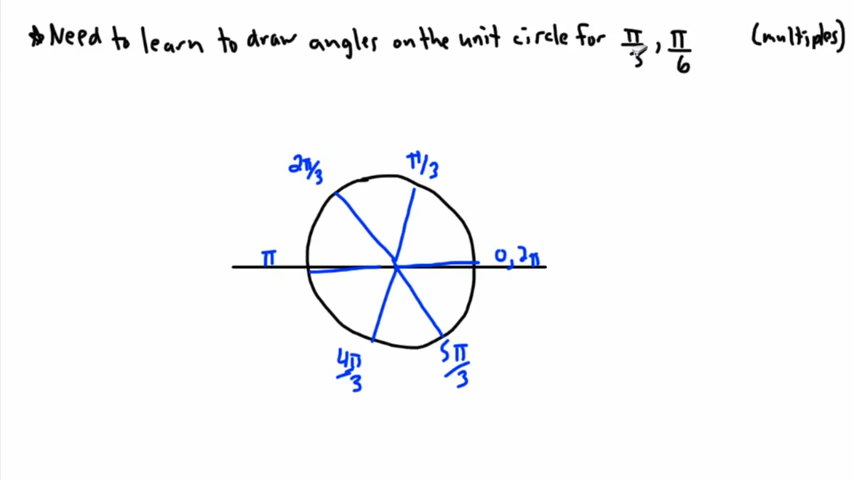 *Need to learn to draw angles on the unit circle for π/3, π/6 (multiples)
2π/3 π/3
π 0, 2π
4π/3 5π/3